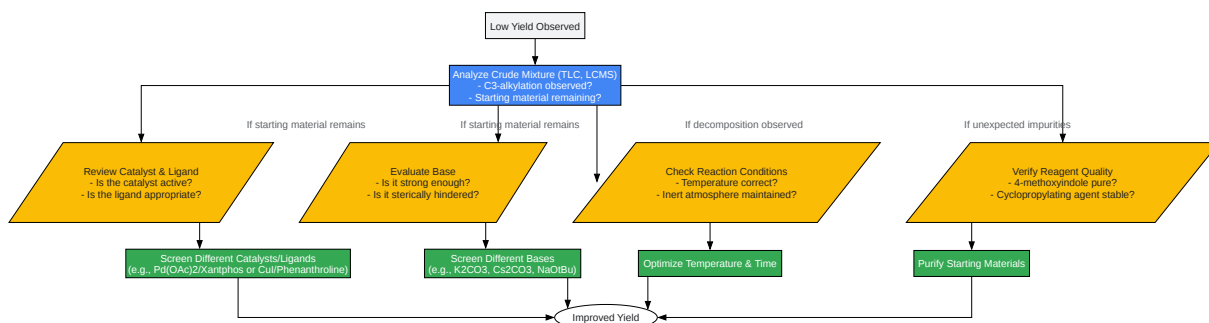 Low Yield Observed
Analyze Crude Mixture (TLC, LCMS)
- C3-alkylation observed?
- Starting material remaining?
If starting material remains
If starting material remains
If decomposition observed
If unexpected impurities
Review Catalyst & Ligand
- Is the catalyst active?
- Is the ligand appropriate?
Evaluate Base
- Is it strong enough?
- Is it sterically hindered?
Check Reaction Conditions
- Temperature correct?
- Inert atmosphere maintained?
Verify Reagent Quality
- 4-methoxyindole pure?
- Cyclopropylating agent stable?
Screen Different Catalysts/Ligands
(e.g., Pd(OAc)2/Xantphos or CuI/Phenanthroline)
Screen Different Bases
(e.g., K2CO3, Cs2CO3, NaOtBu)
Optimize Temperature & Time
Purify Starting Materials
Improved Yield